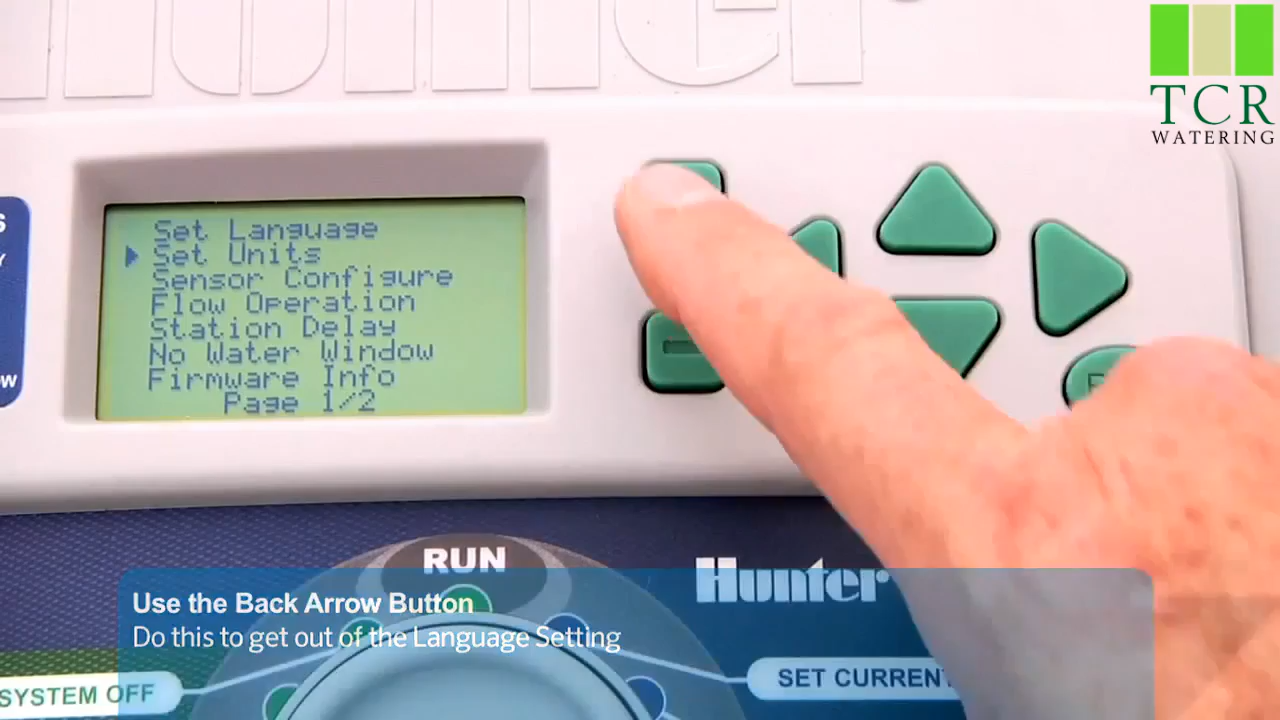 TCR
WATERING
Set Language
Set Units
Sensor Configure
Flow Operation
Station Delay
No Water Window
Firmware Info
Page 1/2
RUN
Hunter
Use the Back Arrow Button
Do this to get out of the Language Setting
SYSTEM OFF
SET CURRENT